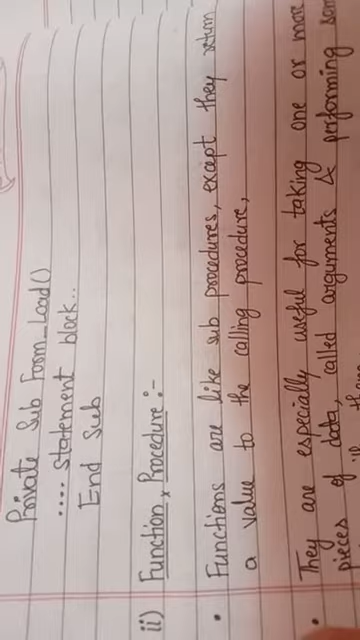 Private Sub Form_Load()
.... statement block..
End Sub
ii) Function Procedure :-
• Functions are like sub procedures, except they return
a value to the calling procedure,
• They are especially useful for taking one or more
pieces of data, called arguments & performing